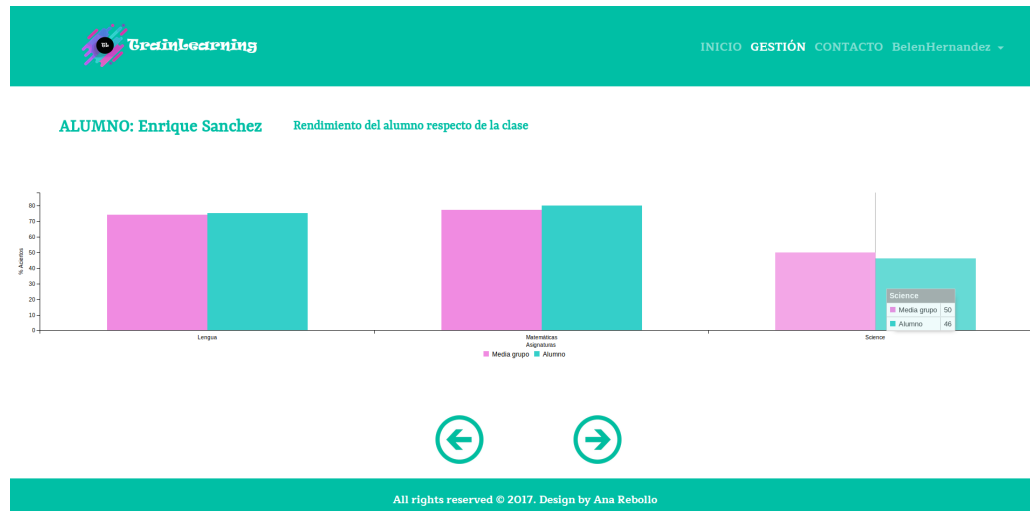 TrainLearning
INICIO GESTIÓN CONTACTO BelenHernandez
ALUMNO: Enrique Sanchez
Rendimiento del alumno respecto de la clase
% Aciertos
80
70
60
50
40
30
20
10
0
Lengua
Matemáticas
Science
Asignaturas
Media grupo
Alumno
Science
Media grupo 50
Alumno 46
All rights reserved © 2017. Design by Ana Rebollo